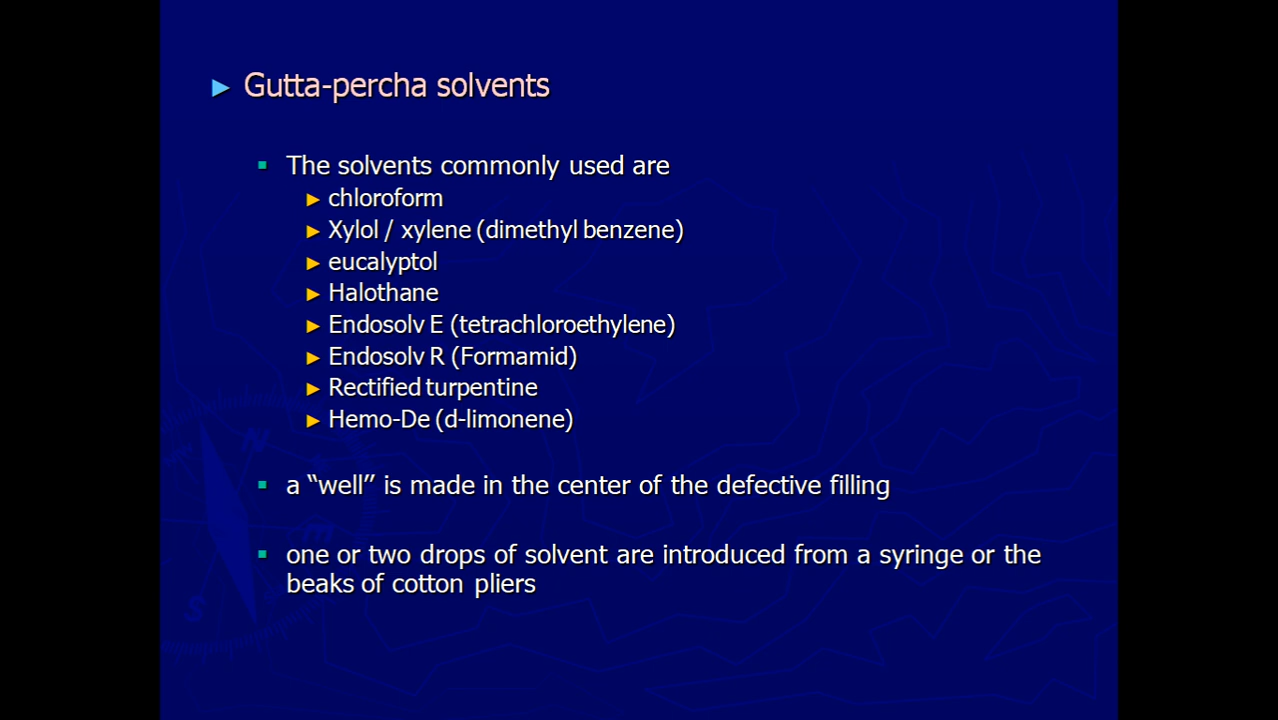 Gutta-percha solvents
The solvents commonly used are
chloroform
Xylol / xylene (dimethyl benzene)
eucalyptol
Halothane
Endosolv E (tetrachloroethylene)
Endosolv R (Formamid)
Rectified turpentine
Hemo-De (d-limonene)
a “well” is made in the center of the defective filling
one or two drops of solvent are introduced from a syringe or the
beaks of cotton pliers
N
m
S